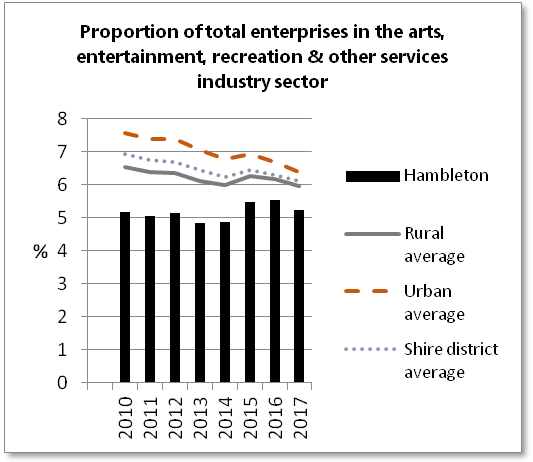 Proportion of total enterprises in the arts,
entertainment, recreation & other services
industry sector
8
7
6
5
4
3
2
1
0
%
2010
2011
2012
2013
2014
2015
2016
2017
Hambleton
Rural
average
Urban
average
Shire district
average